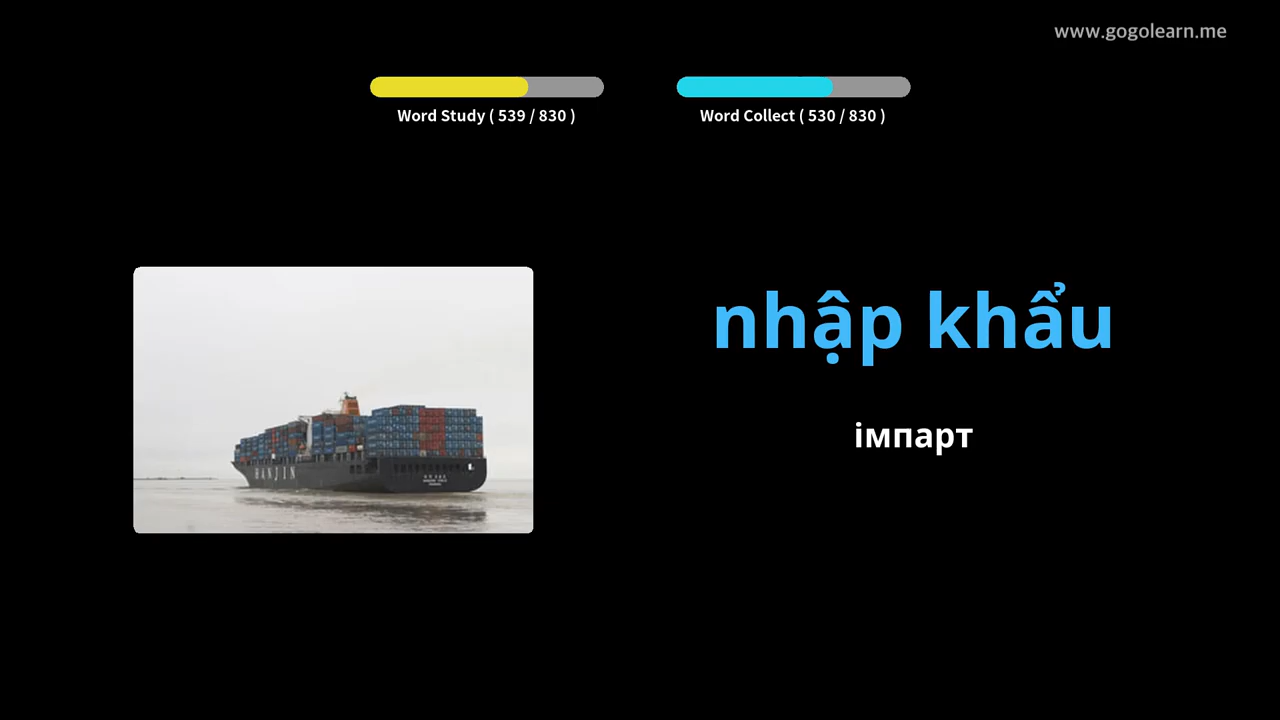 www.gogolearn.me
Word Study ( 539 / 830 )
Word Collect ( 530 / 830 )
nhập khẩu
імпарт
HANJIN